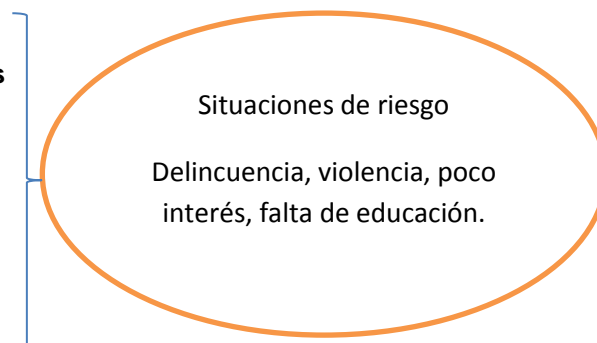 s
Situaciones de riesgo
Delincuencia, violencia, poco
interés, falta de educación.